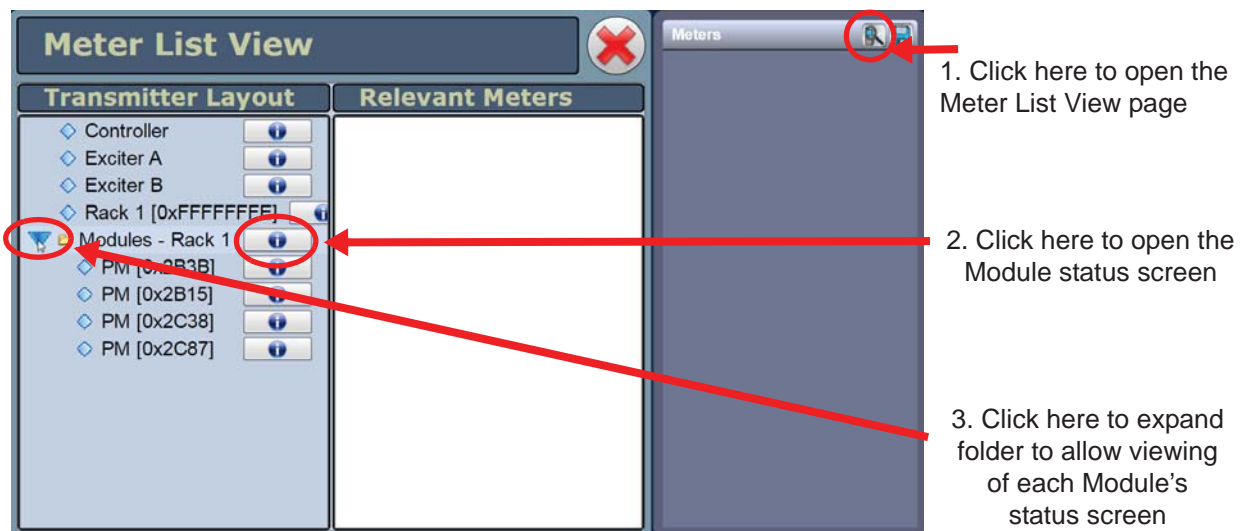 Meter List View
Meters
Transmitter Layout
Relevant Meters
Controller
Exciter A
Exciter B
Rack 1 [0xFFFFFFFF]
Modules - Rack 1
PM [0x2B3B]
PM [0x2B15]
PM [0x2C38]
PM [0x2C87]
1. Click here to open the
Meter List View page
2. Click here to open the
Module status screen
3. Click here to expand
folder to allow viewing
of each Module's
status screen